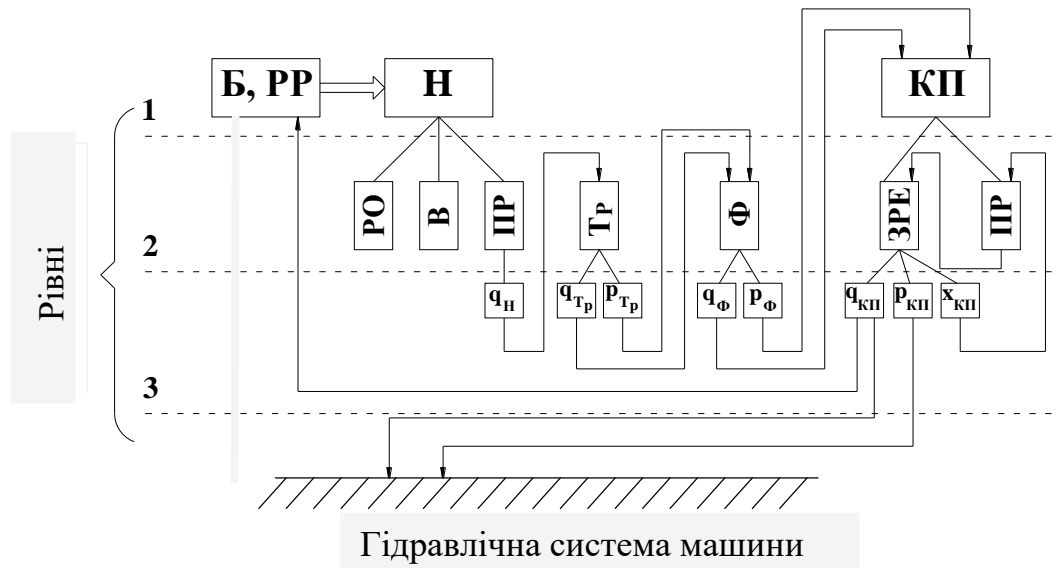 Б, РР
Н
КП
1
РО
В
ПР
Тр
Ф
ЗРЕ
ПР
2
qН
qТр
pТр
qФ
pФ
qКП
pКП
xКП
3
Рівні
Гідравлічна система машини